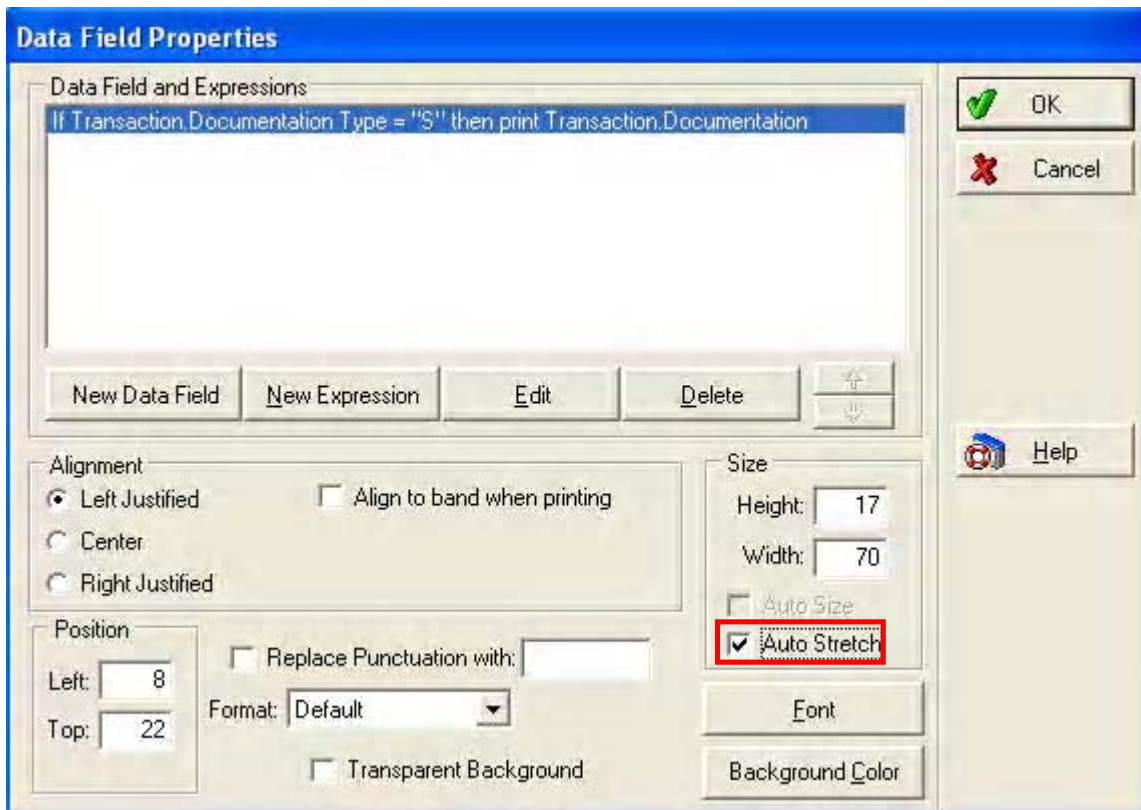 Data Field Properties
Data Field and Expressions
If Transaction.Documentation Type = "S" then print Transaction.Documentation
OK
Cancel
New Data Field
New Expression
Edit
Delete
Help
Alignment
Left Justified
Align to band when printing
Center
Right Justified
Size
Height: 17
Width: 70
Auto Size
Auto Stretch
Position
Left: 8
Top: 22
Replace Punctuation with:
Format: Default
Transparent Background
Font
Background Color